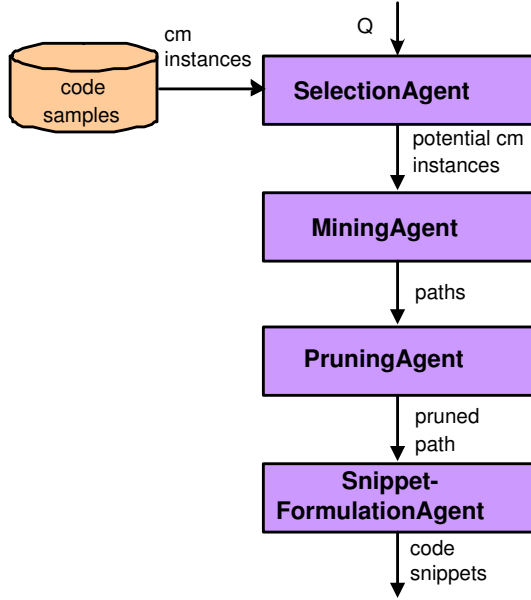 Q
cm
instances
code
samples
SelectionAgent
potential cm
instances
MiningAgent
paths
PruningAgent
pruned
path
Snippet-
FormulationAgent
code
snippets